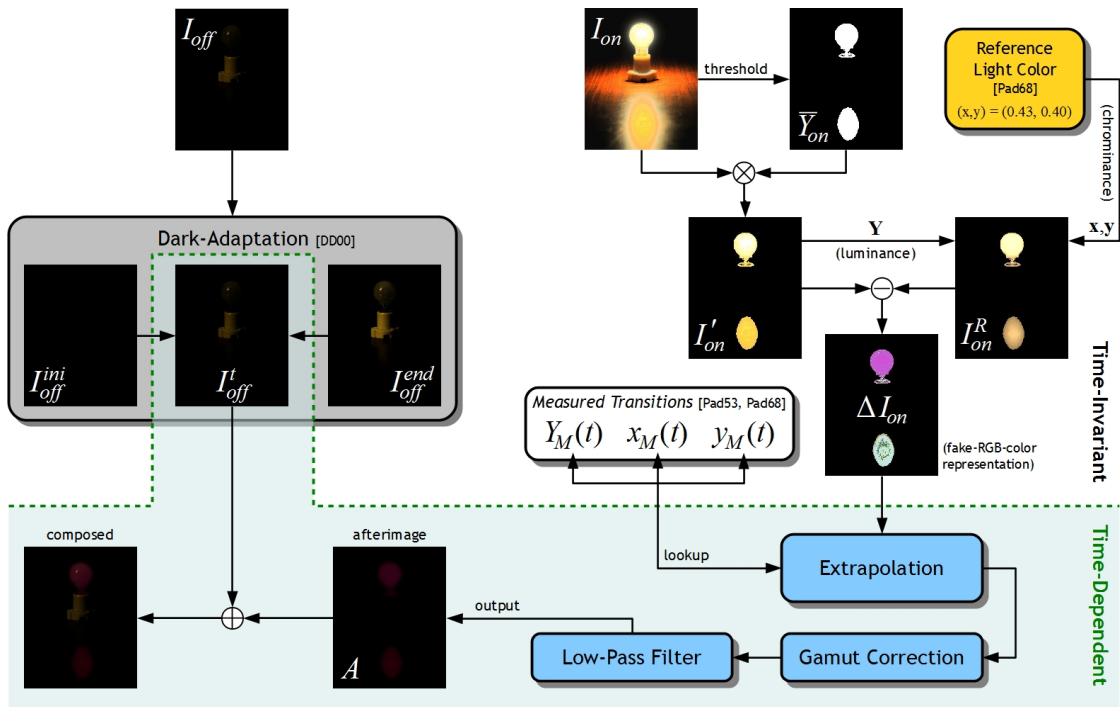 I_off
I_on
threshold
Y̅_on
Reference
Light Color
[Pad68]
(x,y) = (0.43, 0.40)
(chrominance)
Dark-Adaptation [DD00]
I_off^ini
I_off^t
I_off^end
Y
(luminance)
x,y
I'_on
I_on^R
ΔI_on
(fake-RGB-color
representation)
Time-Invariant
Measured Transitions [Pad53, Pad68]
Y_M(t) x_M(t) y_M(t)
lookup
Extrapolation
Gamut Correction
Low-Pass Filter
output
afterimage
A
composed
Time-Dependent